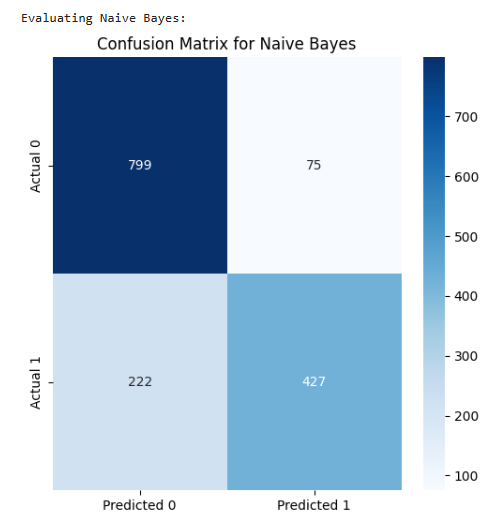 Evaluating Naive Bayes:
Confusion Matrix for Naive Bayes
Actual 0
799
75
Actual 1
222
427
Predicted 0
Predicted 1
700
600
500
400
300
200
100